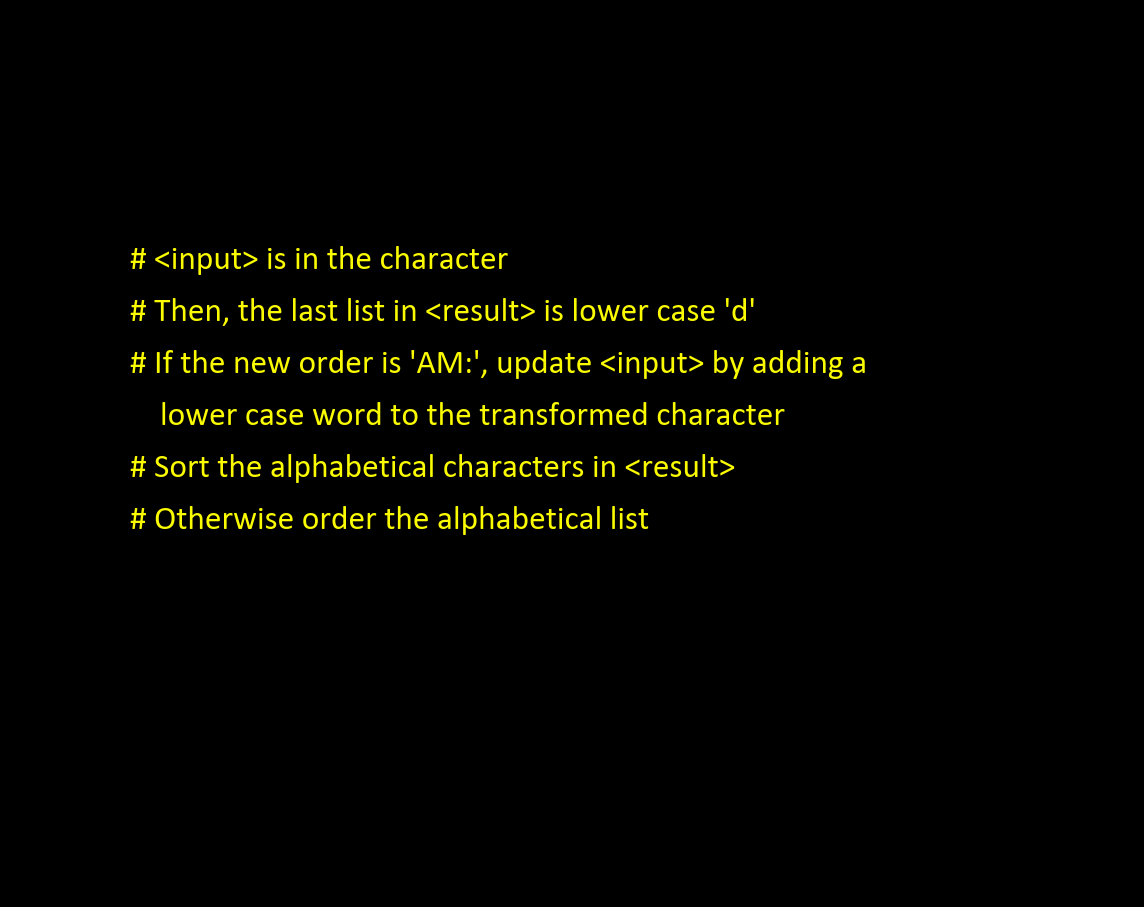 # <input> is in the character
# Then, the last list in <result> is lower case 'd'
# If the new order is 'AM:', update <input> by adding a
lower case word to the transformed character
# Sort the alphabetical characters in <result>
# Otherwise order the alphabetical list